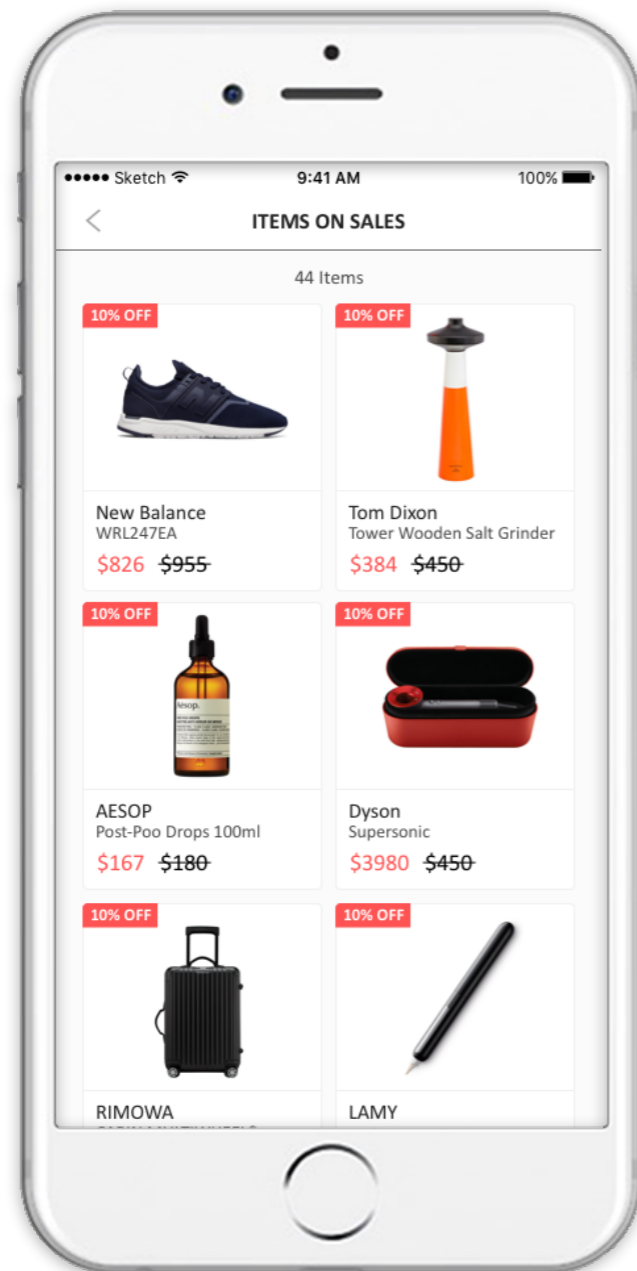 Sketch 9:41 AM 100%
ITEMS ON SALES
44 Items
10% OFF 10% OFF
New Balance Tom Dixon
WRL247EA Tower Wooden Salt Grinder
$826 $955 $384 $450
10% OFF 10% OFF
Aesop.
AESOP Dyson
Post-Poo Drops 100ml Supersonic
$167 $180 $3980 $450
10% OFF 10% OFF
RIMOWA LAMY